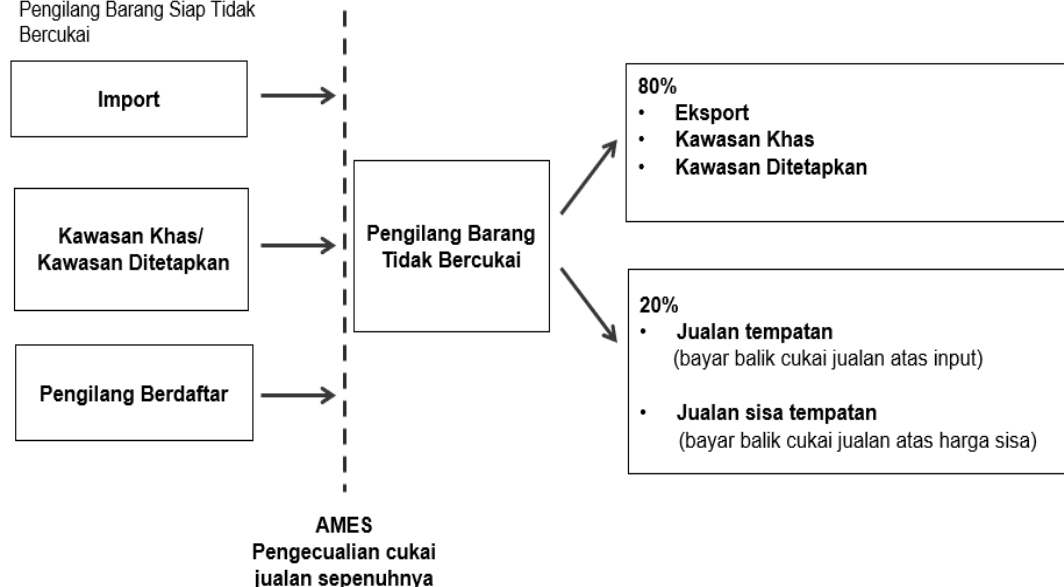 Pengilang Barang Siap Tidak
Bercukai
Import
Kawasan Khas/
Kawasan Ditetapkan
Pengilang Berdaftar
Pengilang Barang
Tidak Bercukai
80%
• Eksport
• Kawasan Khas
• Kawasan Ditetapkan
20%
• Jualan tempatan
(bayar balik cukai jualan atas input)
• Jualan sisa tempatan
(bayar balik cukai jualan atas harga sisa)
AMES
Pengecualian cukai
jualan sepenuhnya